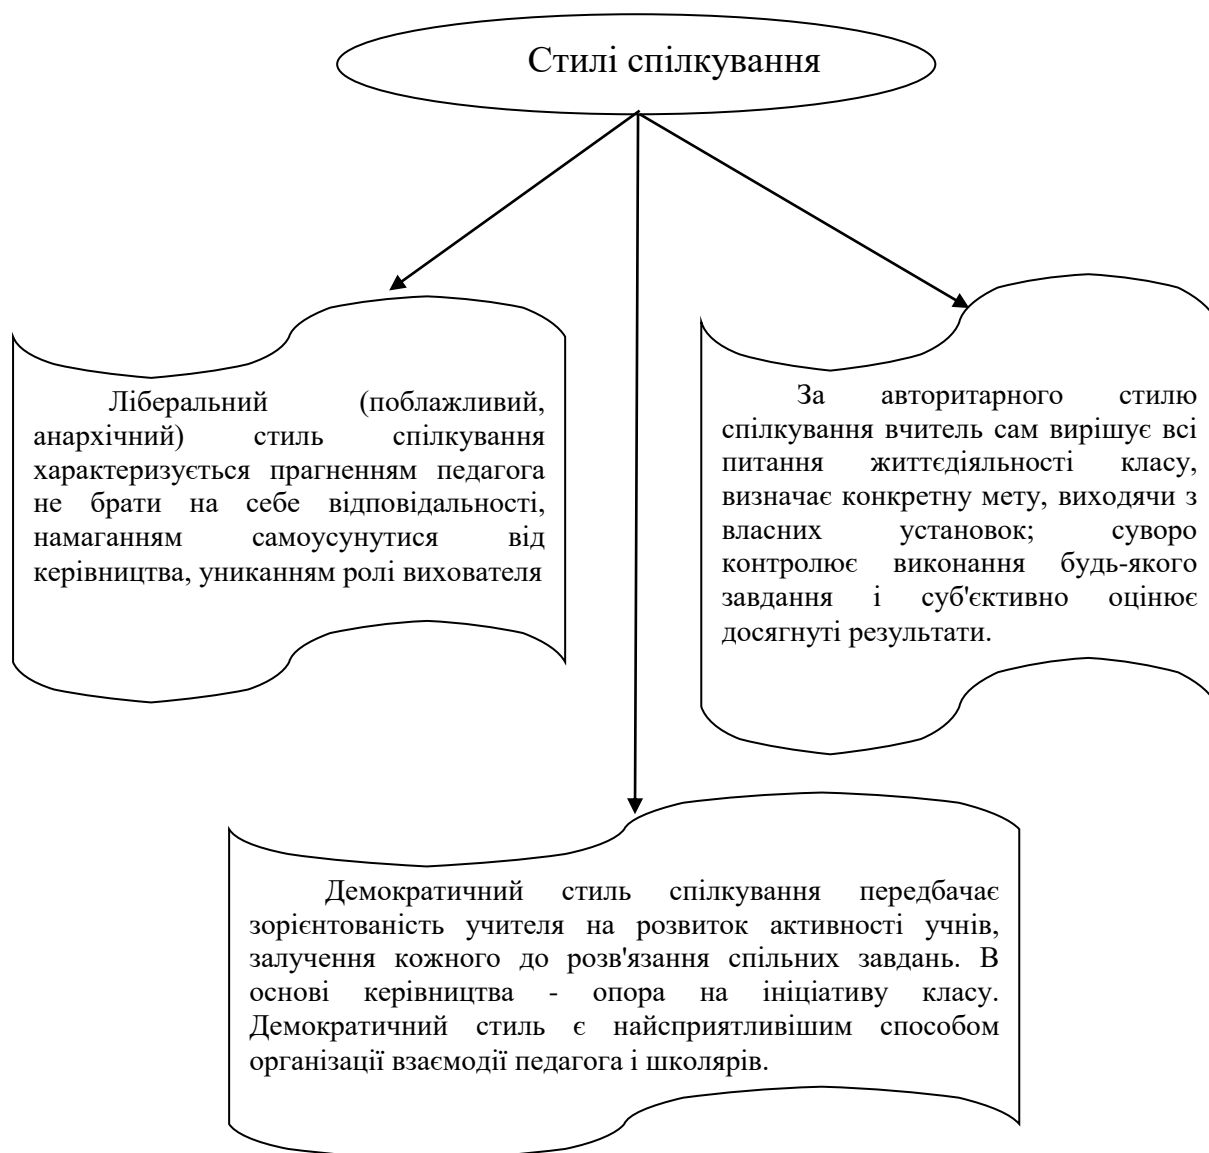 Стилі спілкування
Ліберальний (поблажливий,
анархічний) стиль спілкування
характеризується прагненням педагога
не брати на себе відповідальності,
намаганням самоусунутися від
керівництва, униканням ролі вихователя
За авторитарного стилю
спілкування вчитель сам вирішує всі
питання життєдіяльності класу,
визначає конкретну мету, виходячи з
власних установок; суворо
контролює виконання будь-якого
завдання і суб'єктивно оцінює
досягнуті результати.
Демократичний стиль спілкування передбачає
зорієнтованість учителя на розвиток активності учнів,
залучення кожного до розв'язання спільних завдань. В
основі керівництва - опора на ініціативу класу.
Демократичний стиль є найсприятливішим способом
організації взаємодії педагога і школярів.